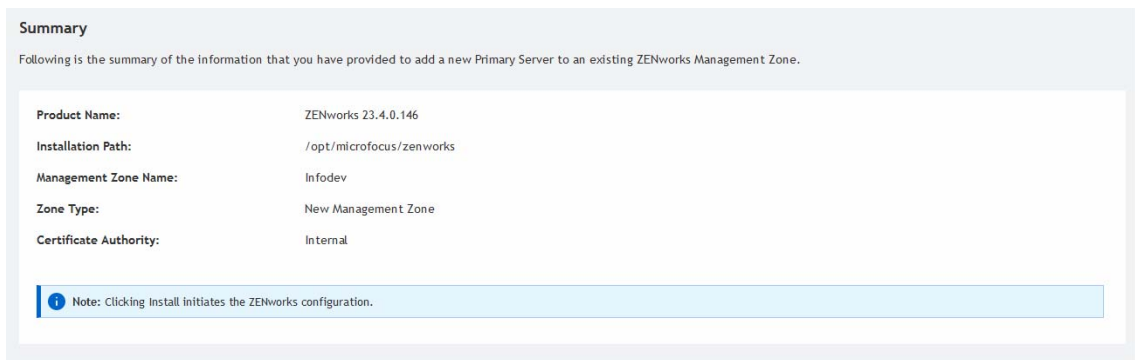 Summary
Following is the summary of the information that you have provided to add a new Primary Server to an existing ZENworks Management Zone.
Product Name: ZENworks 23.4.0.146
Installation Path: /opt/microfocus/zenworks
Management Zone Name: Infodev
Zone Type: New Management Zone
Certificate Authority: Internal
Note: Clicking Install initiates the ZENworks configuration.